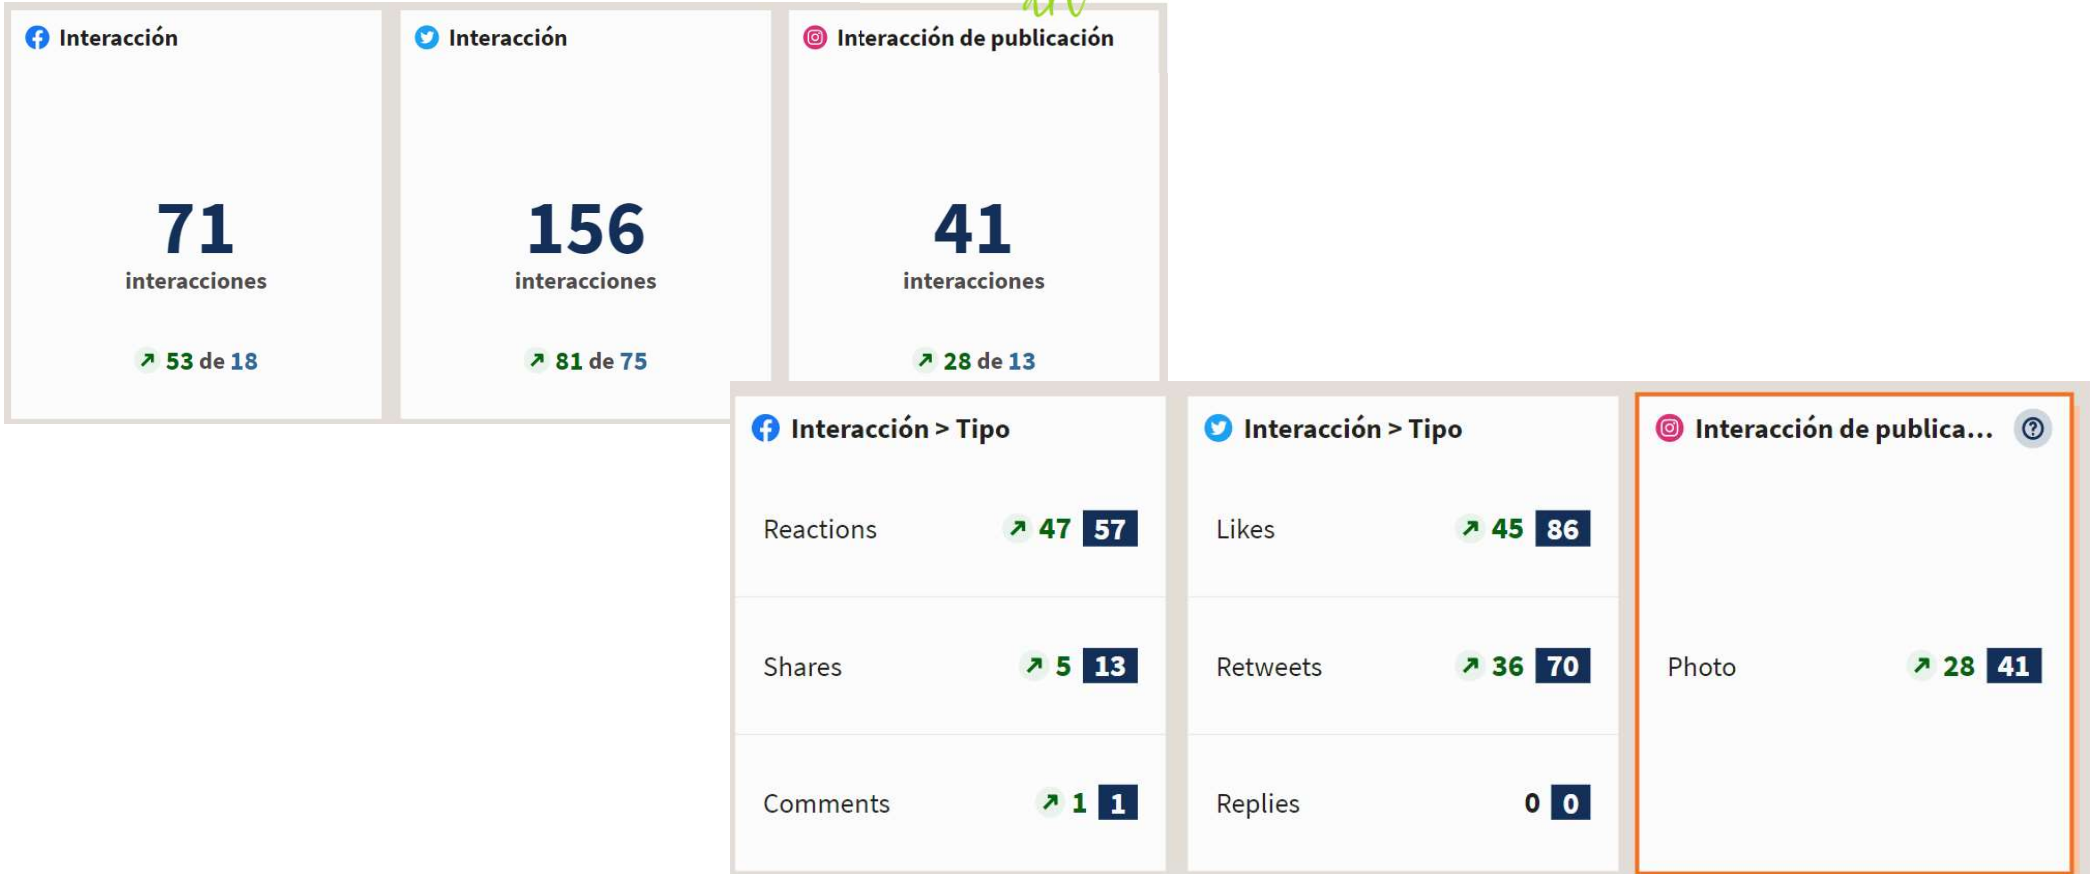 Interacción
71
interacciones
53 de 18
Interacción
156
interacciones
81 de 75
Interacción de publicación
41
interacciones
28 de 13
Interacción > Tipo
Reactions 47 57
Shares 5 13
Comments 1 1
Interacción > Tipo
Likes 45 86
Retweets 36 70
Replies 0 0
Interacción de publica... ?
Photo 28 41